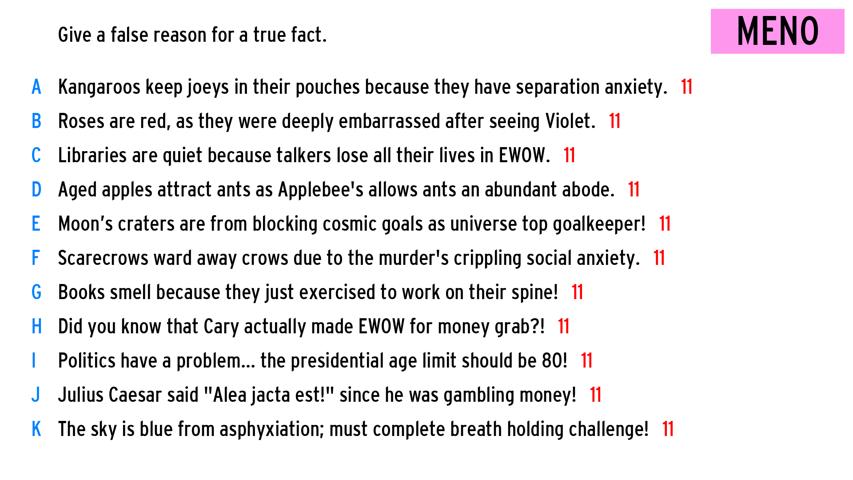 Give a false reason for a true fact.
MENO
A Kangaroos keep joeys in their pouches because they have separation anxiety. 11
B Roses are red, as they were deeply embarrassed after seeing Violet. 11
C Libraries are quiet because talkers lose all their lives in EWOW. 11
D Aged apples attract ants as Applebee's allows ants an abundant abode. 11
E Moon’s craters are from blocking cosmic goals as universe top goalkeeper! 11
F Scarecrows ward away crows due to the murder's crippling social anxiety. 11
G Books smell because they just exercised to work on their spine! 11
H Did you know that Cary actually made EWOW for money grab?! 11
I Politics have a problem... the presidential age limit should be 80! 11
J Julius Caesar said "Alea jacta est!" since he was gambling money! 11
K The sky is blue from asphyxiation; must complete breath holding challenge! 11